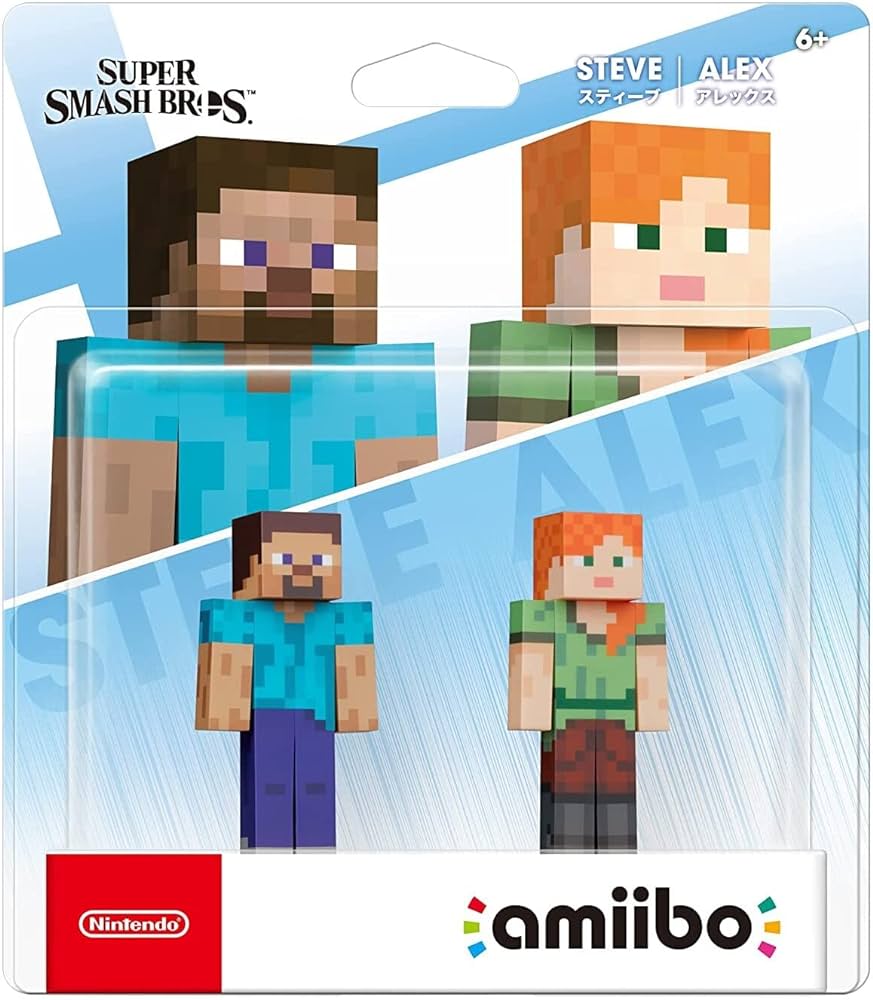 SUPER
SMASH BROS.™
6+
STEVE | ALEX
スティーブ | アレックス
STEVE ALEX
Nintendo®
amiibo